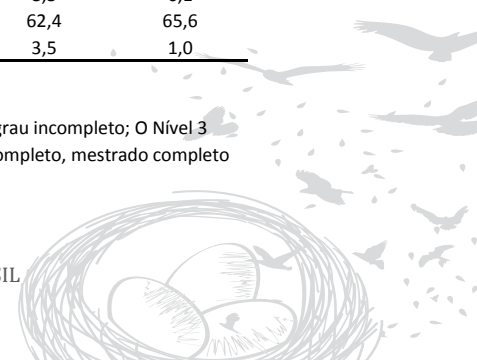 62,4 65,6
3,5 1,0
grau incompleto; O Nível 3
ompleto, mestrado completo
SIL